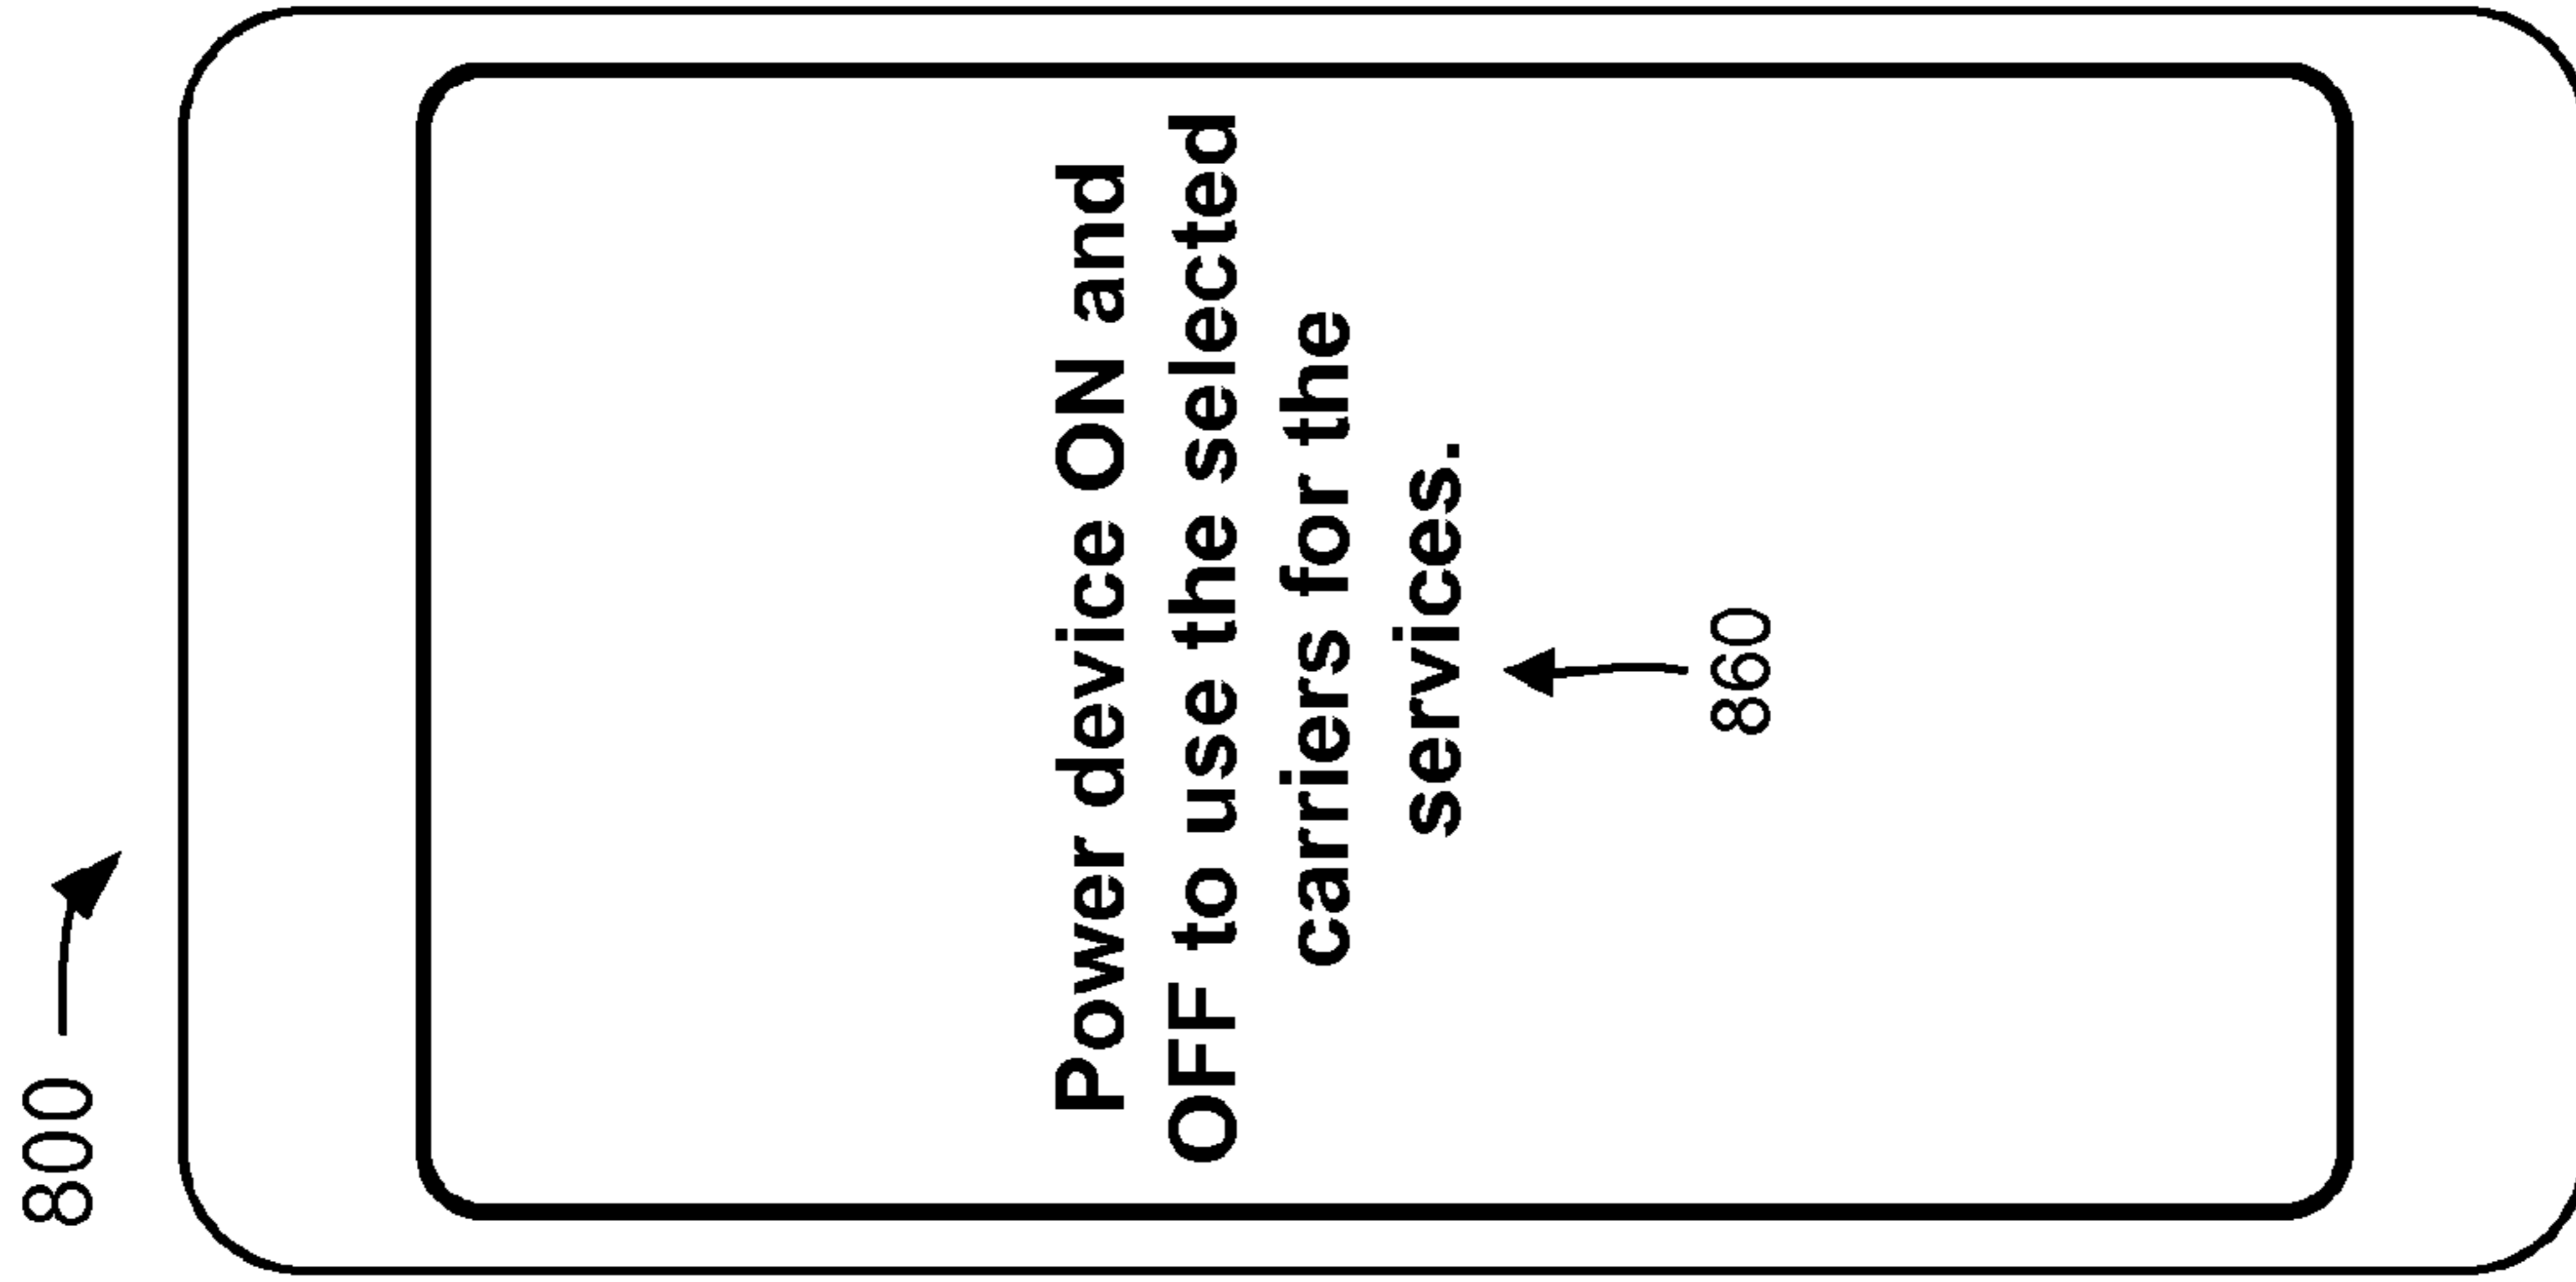 800
Power device ON and
OFF to use the selected
carriers for the
services.
860